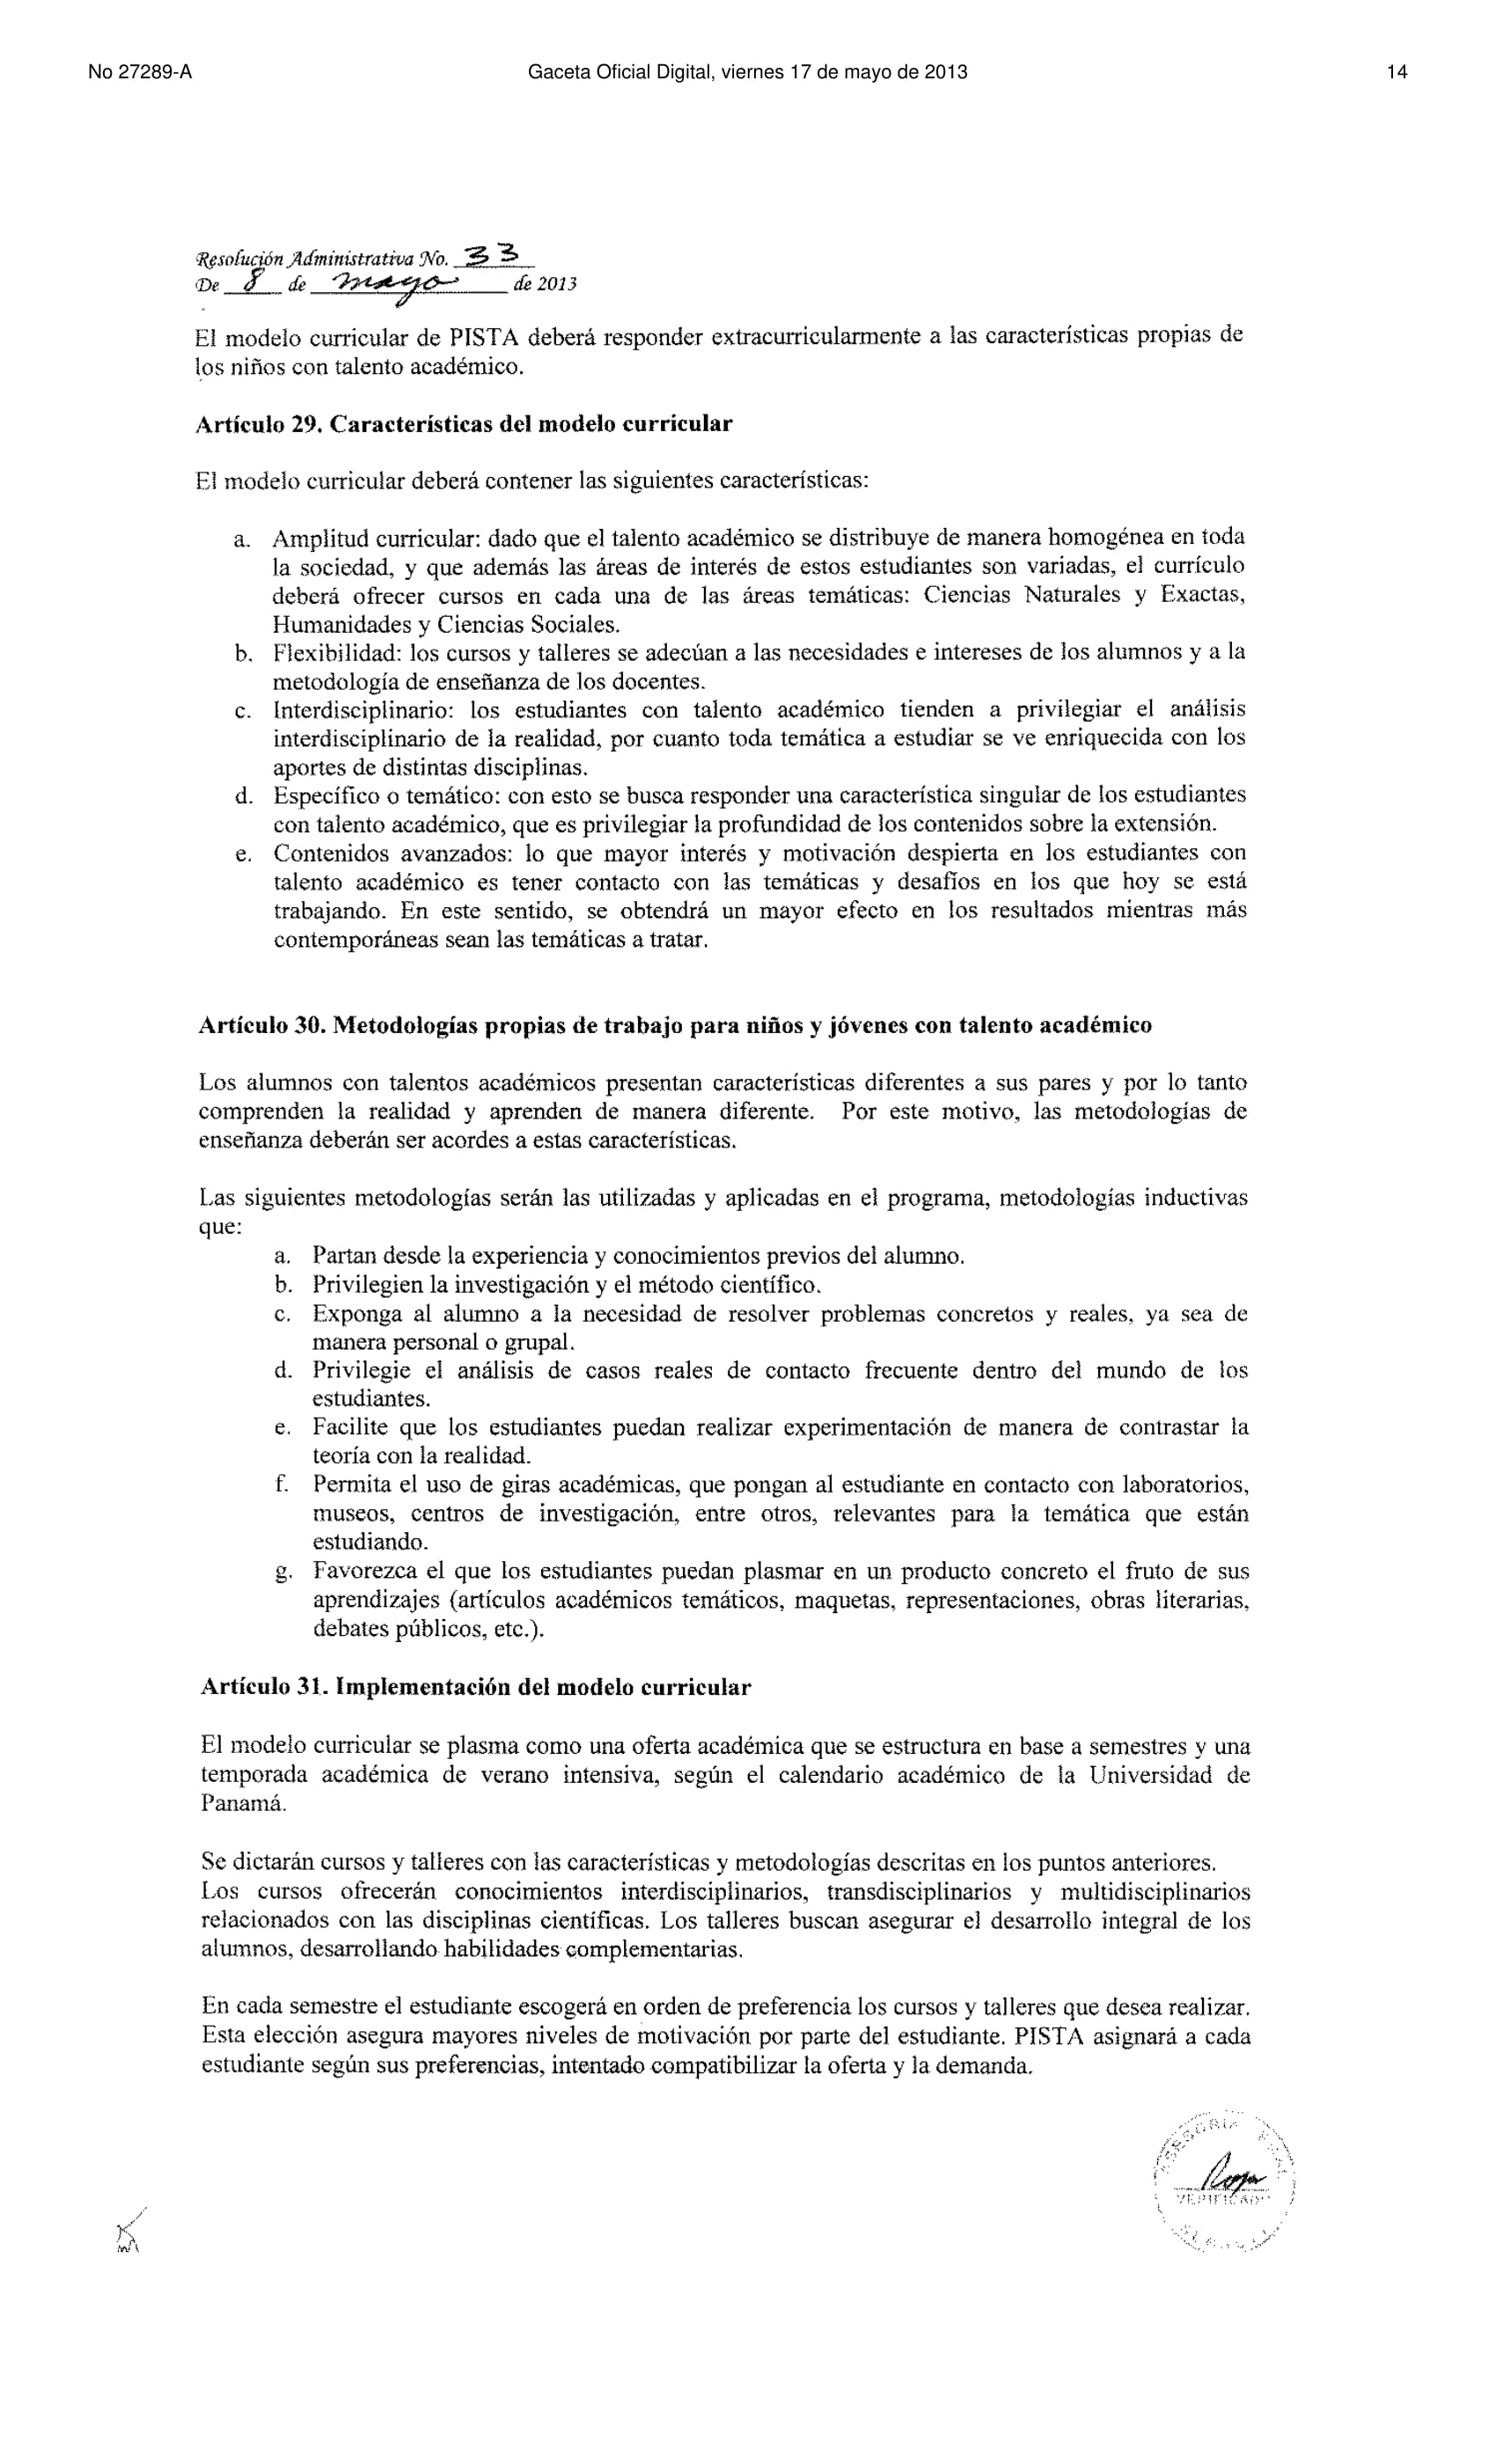 No 27289-A
Gaceta Oficial Digital, viernes 17 de mayo de 2013
14
Resolución Administrativa No. 33
De 8 de mayo de 2013
El modelo curricular de PISTA deberá responder extracurricularmente a las características propias de
los niños con talento académico.
Artículo 29. Características del modelo curricular
El modelo curricular deberá contener las siguientes características:
a. Amplitud curricular: dado que el talento académico se distribuye de manera homogénea en toda
la sociedad, y que además las áreas de interés de estos estudiantes son variadas, el currículo
deberá ofrecer cursos en cada una de las áreas temáticas: Ciencias Naturales y Exactas,
Humanidades y Ciencias Sociales.
b. Flexibilidad: los cursos y talleres se adecúan a las necesidades e intereses de los alumnos y a la
metodología de enseñanza de los docentes.
c. Interdisciplinario: los estudiantes con talento académico tienden a privilegiar el análisis
interdisciplinario de la realidad, por cuanto toda temática a estudiar se ve enriquecida con los
aportes de distintas disciplinas.
d. Específico o temático: con esto se busca responder una característica singular de los estudiantes
con talento académico, que es privilegiar la profundidad de los contenidos sobre la extensión.
e. Contenidos avanzados: lo que mayor interés y motivación despierta en los estudiantes con
talento académico es tener contacto con las temáticas y desafíos en los que hoy se está
trabajando. En este sentido, se obtendrá un mayor efecto en los resultados mientras más
contemporáneas sean las temáticas a tratar.
Artículo 30. Metodologías propias de trabajo para niños y jóvenes con talento académico
Los alumnos con talentos académicos presentan características diferentes a sus pares y por lo tanto
comprenden la realidad y aprenden de manera diferente. Por este motivo, las metodologías de
enseñanza deberán ser acordes a estas características.
Las siguientes metodologías serán las utilizadas y aplicadas en el programa, metodologías inductivas
que:
a. Partan desde la experiencia y conocimientos previos del alumno.
b. Privilegien la investigación y el método científico.
c. Exponga al alumno a la necesidad de resolver problemas concretos y reales, ya sea de
manera personal o grupal.
d. Privilegie el análisis de casos reales de contacto frecuente dentro del mundo de los
estudiantes.
e. Facilite que los estudiantes puedan realizar experimentación de manera de contrastar la
teoría con la realidad.
f. Permita el uso de giras académicas, que pongan al estudiante en contacto con laboratorios,
museos, centros de investigación, entre otros, relevantes para la temática que están
estudiando.
g. Favorezca el que los estudiantes puedan plasmar en un producto concreto el fruto de sus
aprendizajes (artículos académicos temáticos, maquetas, representaciones, obras literarias,
debates públicos, etc.).
Artículo 31. Implementación del modelo curricular
El modelo curricular se plasma como una oferta académica que se estructura en base a semestres y una
temporada académica de verano intensiva, según el calendario académico de la Universidad de
Panamá.
Se dictarán cursos y talleres con las características y metodologías descritas en los puntos anteriores.
Los cursos ofrecerán conocimientos interdisciplinarios, transdisciplinarios y multidisciplinarios
relacionados con las disciplinas científicas. Los talleres buscan asegurar el desarrollo integral de los
alumnos, desarrollando habilidades complementarias.
En cada semestre el estudiante escogerá en orden de preferencia los cursos y talleres que desea realizar.
Esta elección asegura mayores niveles de motivación por parte del estudiante. PISTA asignará a cada
estudiante según sus preferencias, intentado compatibilizar la oferta y la demanda.
VERIFICADO